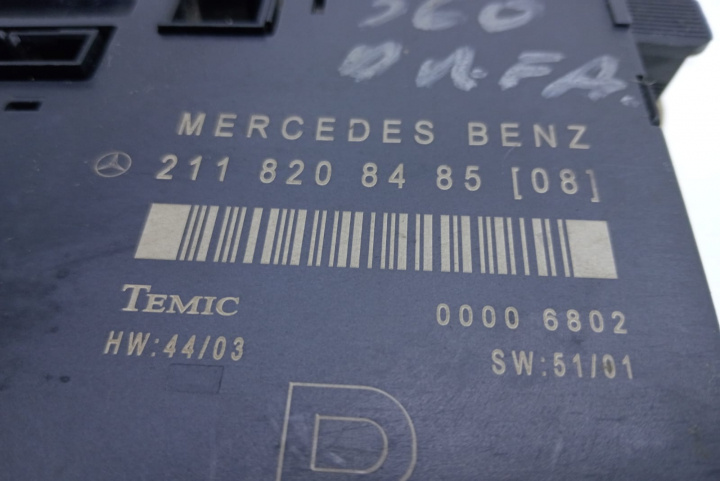 MERCEDES BENZ
211 820 84 85 [08]
TEMIC
0000 6802
HW:44/03
SW:51/01
D